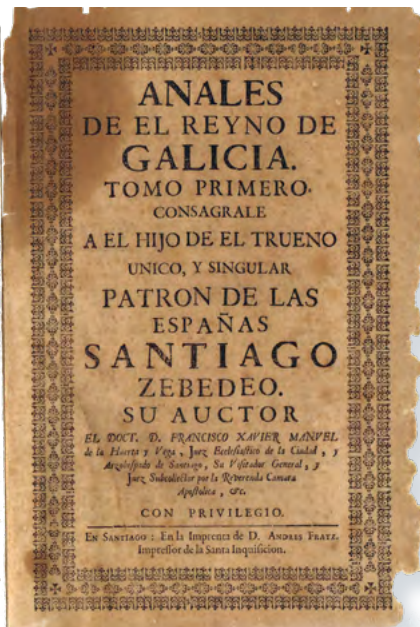 ANALES
DE EL REYNO DE
GALICIA.
TOMO PRIMERO.
CONSAGRALE
A EL HIJO DE EL TRUENO
UNICO, Y SINGULAR
PATRON DE LAS
ESPAÑAS
SANTIAGO
ZEBEDEO.
SU AUCTOR
EL DOCT. D. FRANCISCO XAVIER MANVEL
de la Huerta y Vega, Juez Ecclesiastico de la Ciudad, y
Arzobispado de Santiago, Su Visitador General, y
Juez Subcollector por la Reverenda Camara
Apostolica, &c.
CON PRIVILEGIO.
EN SANTIAGO: En la Imprenta de D. ANDRES FRAIZ.
Impressor de la Santa Inquisicion.